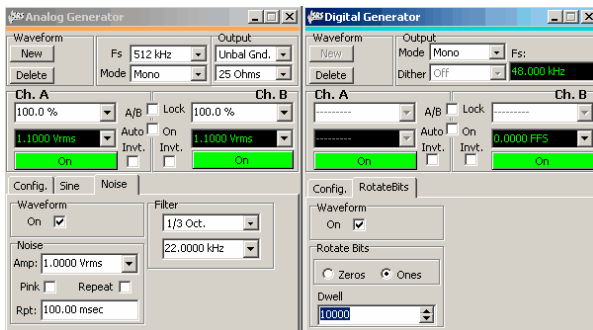 SRS Analog Generator
Waveform
New
Delete
Fs 512 kHz
Mode Mono
Output
Unbal Gnd.
25 Ohms
Ch. A
Ch. B
100.0 %
A/B Lock
100.0 %
1.1000 Vrms
Auto On
Invt. Invt.
1.1000 Vrms
On
On
Config. Sine Noise
Waveform
On
Noise
Amp: 1.0000 Vrms
Pink Repeat
Rpt: 100.00 msec
Filter
1/3 Oct.
22.0000 kHz
SRS Digital Generator
Waveform
New
Delete
Output
Mode Mono
Fs:
Dither Off
48.000 kHz
Ch. A
Ch. B
---------
A/B Lock
---------
---------
Auto On
Invt. Invt.
0.0000 FFS
On
On
Config. RotateBits
Waveform
On
Rotate Bits
Zeros Ones
Dwell
10000